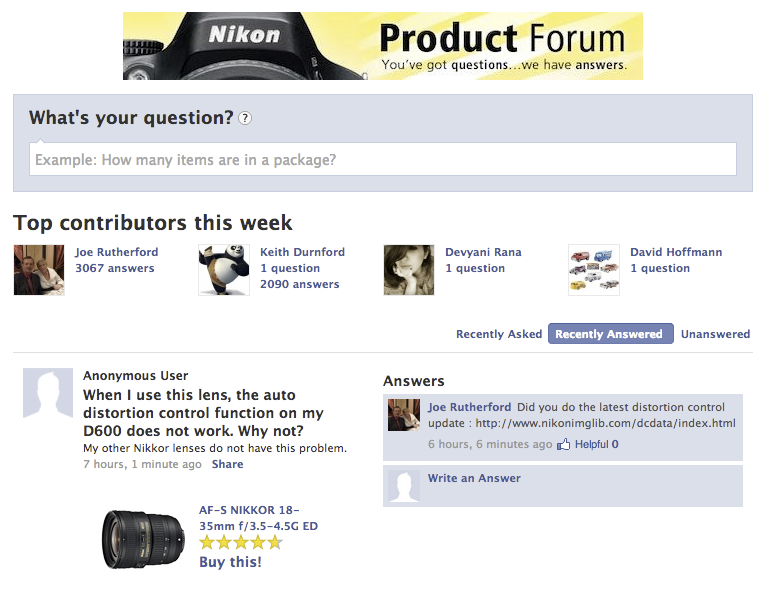 Nikon
Product Forum
You've got questions...we have answers.
What's your question? ?
Example: How many items are in a package?
Top contributors this week
Joe Rutherford
3067 answers
Keith Durnford
1 question
2090 answers
Devyani Rana
1 question
David Hoffmann
1 question
Recently Asked Recently Answered Unanswered
Anonymous User
When I use this lens, the auto
distortion control function on my
D600 does not work. Why not?
My other Nikkor lenses do not have this problem.
7 hours, 1 minute ago Share
AF-S NIKKOR 18-
35mm f/3.5-4.5G ED
Buy this!
Answers
Joe Rutherford Did you do the latest distortion control
update : http://www.nikonimglib.com/dcdata/index.html
6 hours, 6 minutes ago Helpful 0
Write an Answer